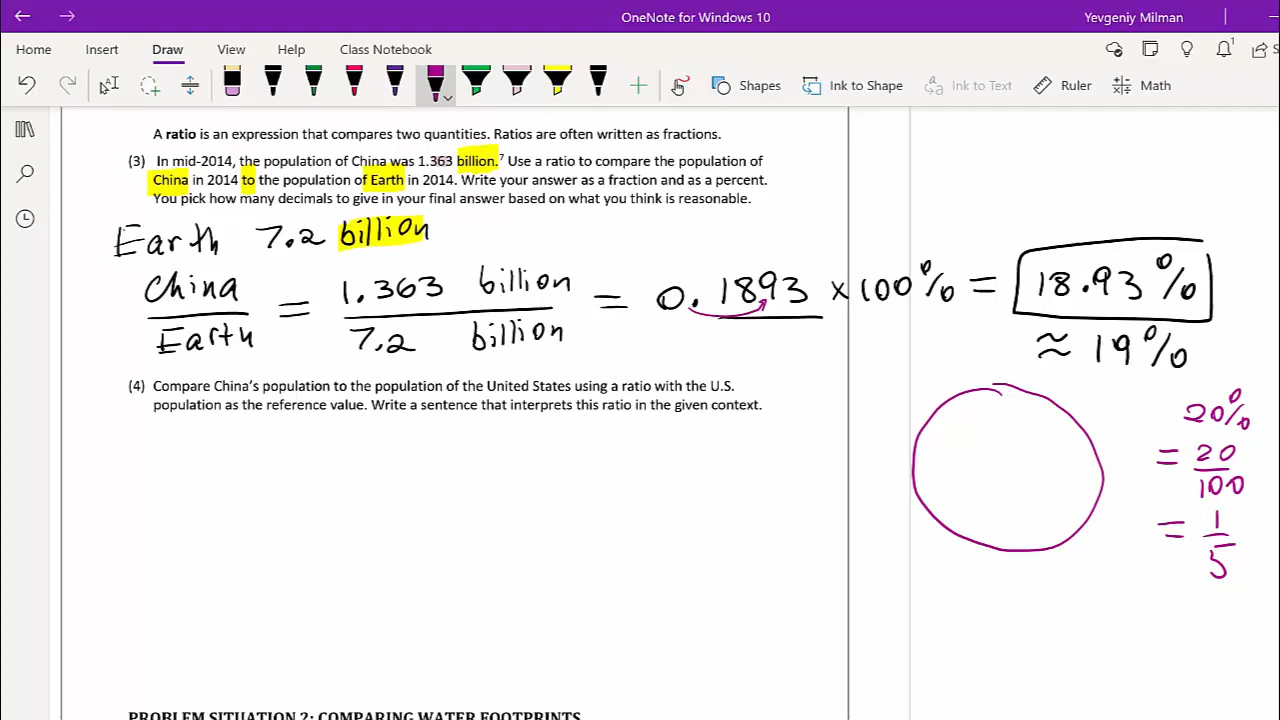 OneNote for Windows 10
Yevgeniy Milman
Home Insert Draw View Help Class Notebook
Shapes Ink to Shape Ink to Text Ruler Math
A ratio is an expression that compares two quantities. Ratios are often written as fractions.
(3) In mid-2014, the population of China was 1.363 billion.7 Use a ratio to compare the population of
China in 2014 to the population of Earth in 2014. Write your answer as a fraction and as a percent.
You pick how many decimals to give in your final answer based on what you think is reasonable.
Earth 7.2 billion
China / Earth = 1.363 billion / 7.2 billion = 0.1893 × 100% = 18.93%
≈ 19%
(4) Compare China's population to the population of the United States using a ratio with the U.S.
population as the reference value. Write a sentence that interprets this ratio in the given context.
20%
= 20/100
= 1/5
PROBLEM SITUATION 2: COMPARING WATER FOOTPRINTS